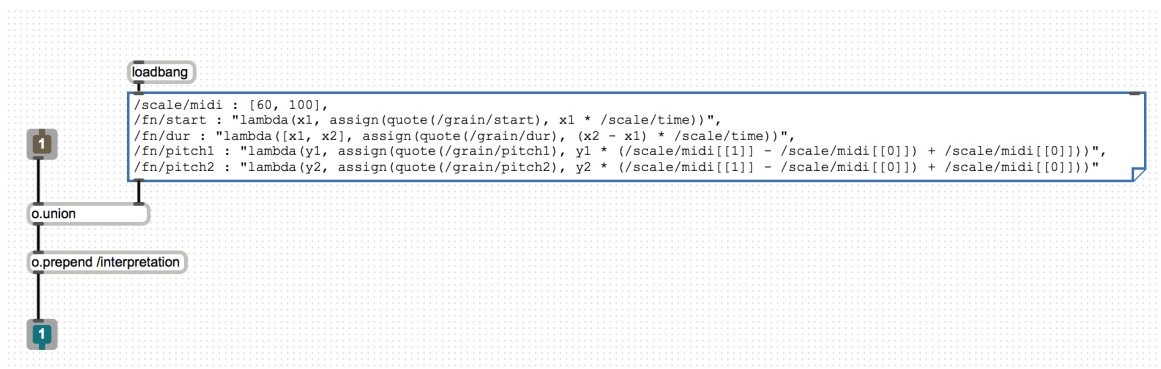 loadbang
/scale/midi : [60, 100],
/fn/start : "lambda(x1, assign(quote(/grain/start), x1 * /scale/time))",
/fn/dur : "lambda([x1, x2], assign(quote(/grain/dur), (x2 - x1) * /scale/time))",
/fn/pitch1 : "lambda(y1, assign(quote(/grain/pitch1), y1 * (/scale/midi[[1]] - /scale/midi[[0]]) + /scale/midi[[0]]))",
/fn/pitch2 : "lambda(y2, assign(quote(/grain/pitch2), y2 * (/scale/midi[[1]] - /scale/midi[[0]]) + /scale/midi[[0]]))"
1
o.union
o.prepend /interpretation
1